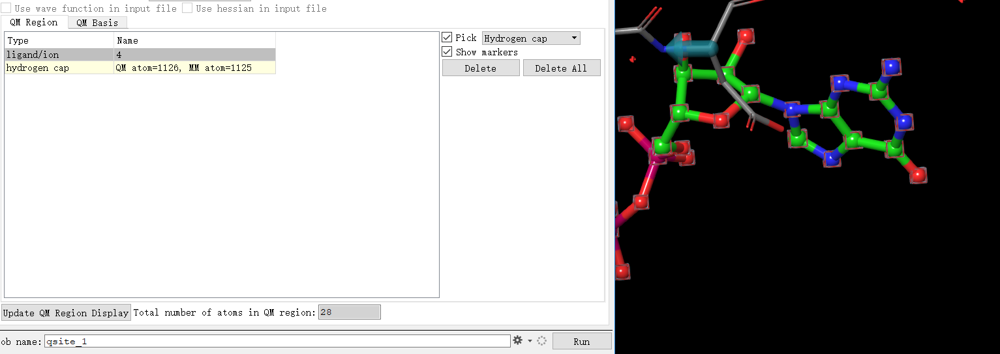 Use wave function in input file Use hessian in input file
QM Region QM Basis
Type Name
ligand/ion 4
hydrogen cap QM atom=1126, MM atom=1125
Pick Hydrogen cap
Show markers
Delete Delete All
Update QM Region Display Total number of atoms in QM region: 28
ob name: qsite_1 Run